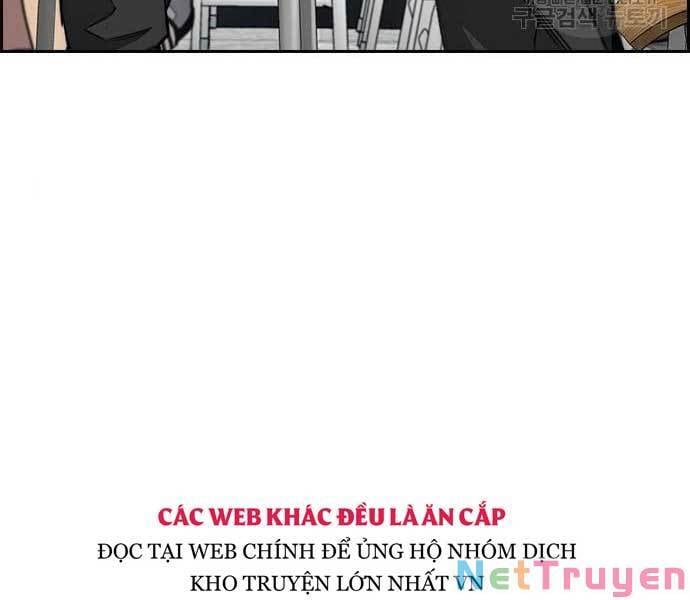 구글검색 뉴토끼
CÁC WEB KHÁC ĐỀU LÀ ĂN CẮP
ĐỌC TẠI WEB CHÍNH ĐỂ ỦNG HỘ NHÓM DỊCH
KHO TRUYỆN LỚN NHẤT VN
NetTruyen